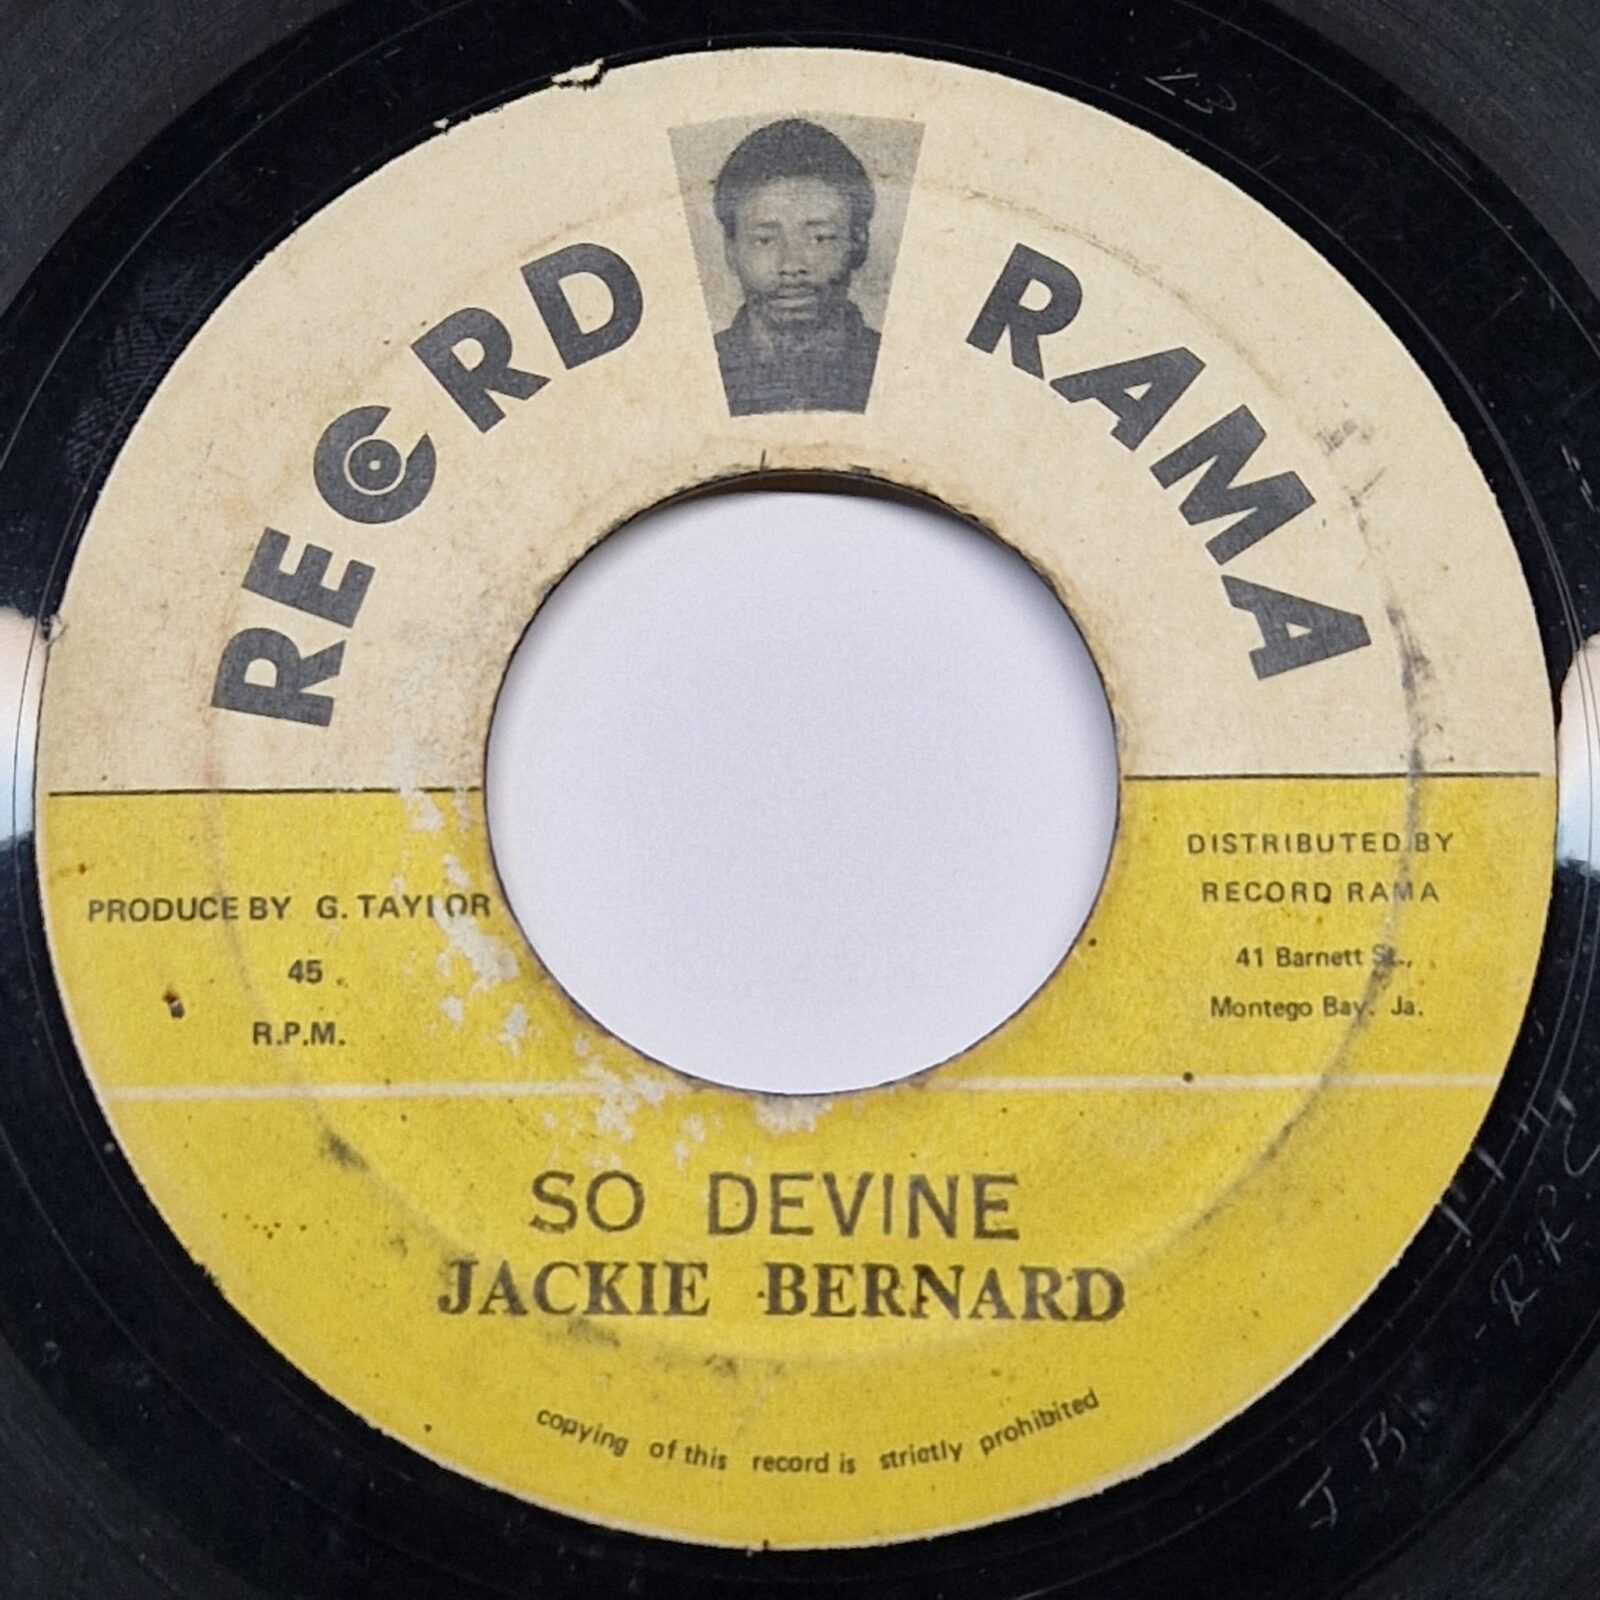 RECORD RAMA
PRODUCE BY G. TAYLOR
45
R.P.M.
DISTRIBUTED BY
RECORD RAMA
41 Barnett St.,
Montego Bay, Ja.
SO DEVINE
JACKIE BERNARD
copying of this record is strictly prohibited
13